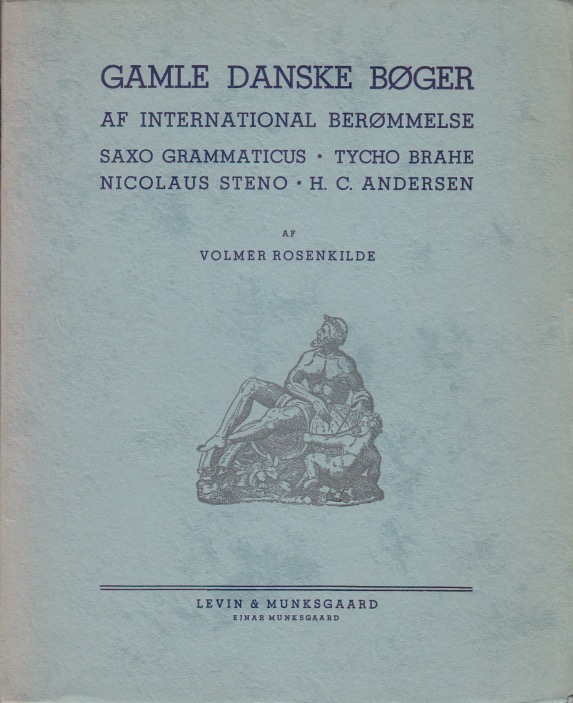 GAMLE DANSKE BØGER
AF INTERNATIONAL BERØMMELSE
SAXO GRAMMATICUS * TYCHO BRAHE
NICOLAUS STENO * H. C. ANDERSEN
AF
VOLMER ROSENKILDE
LEVIN & MUNKSGAARD
EJNAR MUNKSGAARD